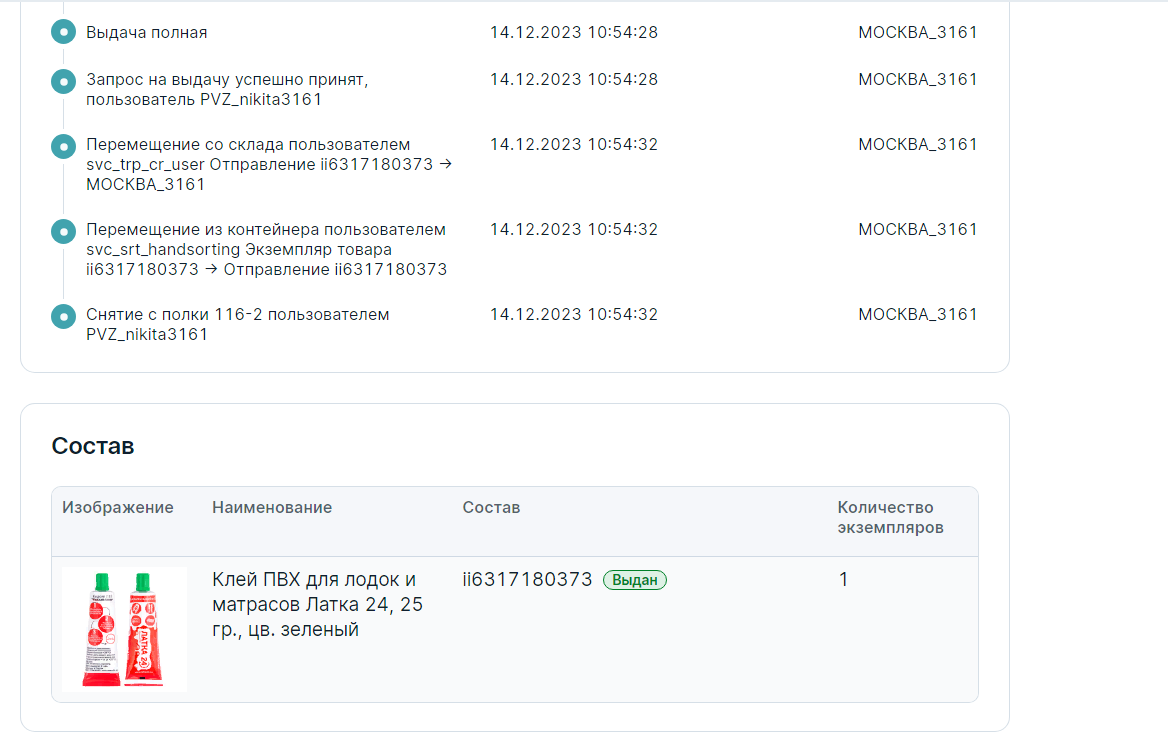 Выдача полная 14.12.2023 10:54:28 МОСКВА_3161
Запрос на выдачу успешно принят, 14.12.2023 10:54:28 МОСКВА_3161
пользователь PVZ_nikita3161
Перемещение со склада пользователем 14.12.2023 10:54:32 МОСКВА_3161
svc_trp_cr_user Отправление ii6317180373 →
МОСКВА_3161
Перемещение из контейнера пользователем 14.12.2023 10:54:32 МОСКВА_3161
svc_srt_handsorting Экземпляр товара
ii6317180373 → Отправление ii6317180373
Снятие с полки 116-2 пользователем 14.12.2023 10:54:32 МОСКВА_3161
PVZ_nikita3161
Состав
Изображение Наименование Состав Количество
экземпляров
Клей ПВХ для лодок и ii6317180373 Выдан 1
матрасов Латка 24, 25
гр., цв. зеленый
ЛАТКА 24